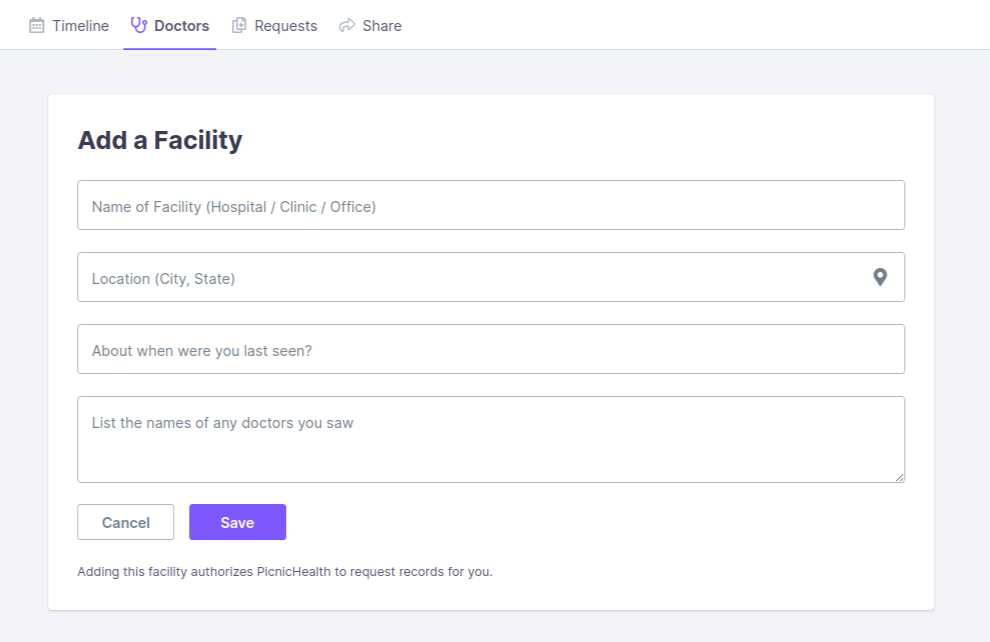 Timeline Doctors Requests Share
Add a Facility
Name of Facility (Hospital / Clinic / Office)
Location (City, State)
About when were you last seen?
List the names of any doctors you saw
Cancel Save
Adding this facility authorizes PicnicHealth to request records for you.